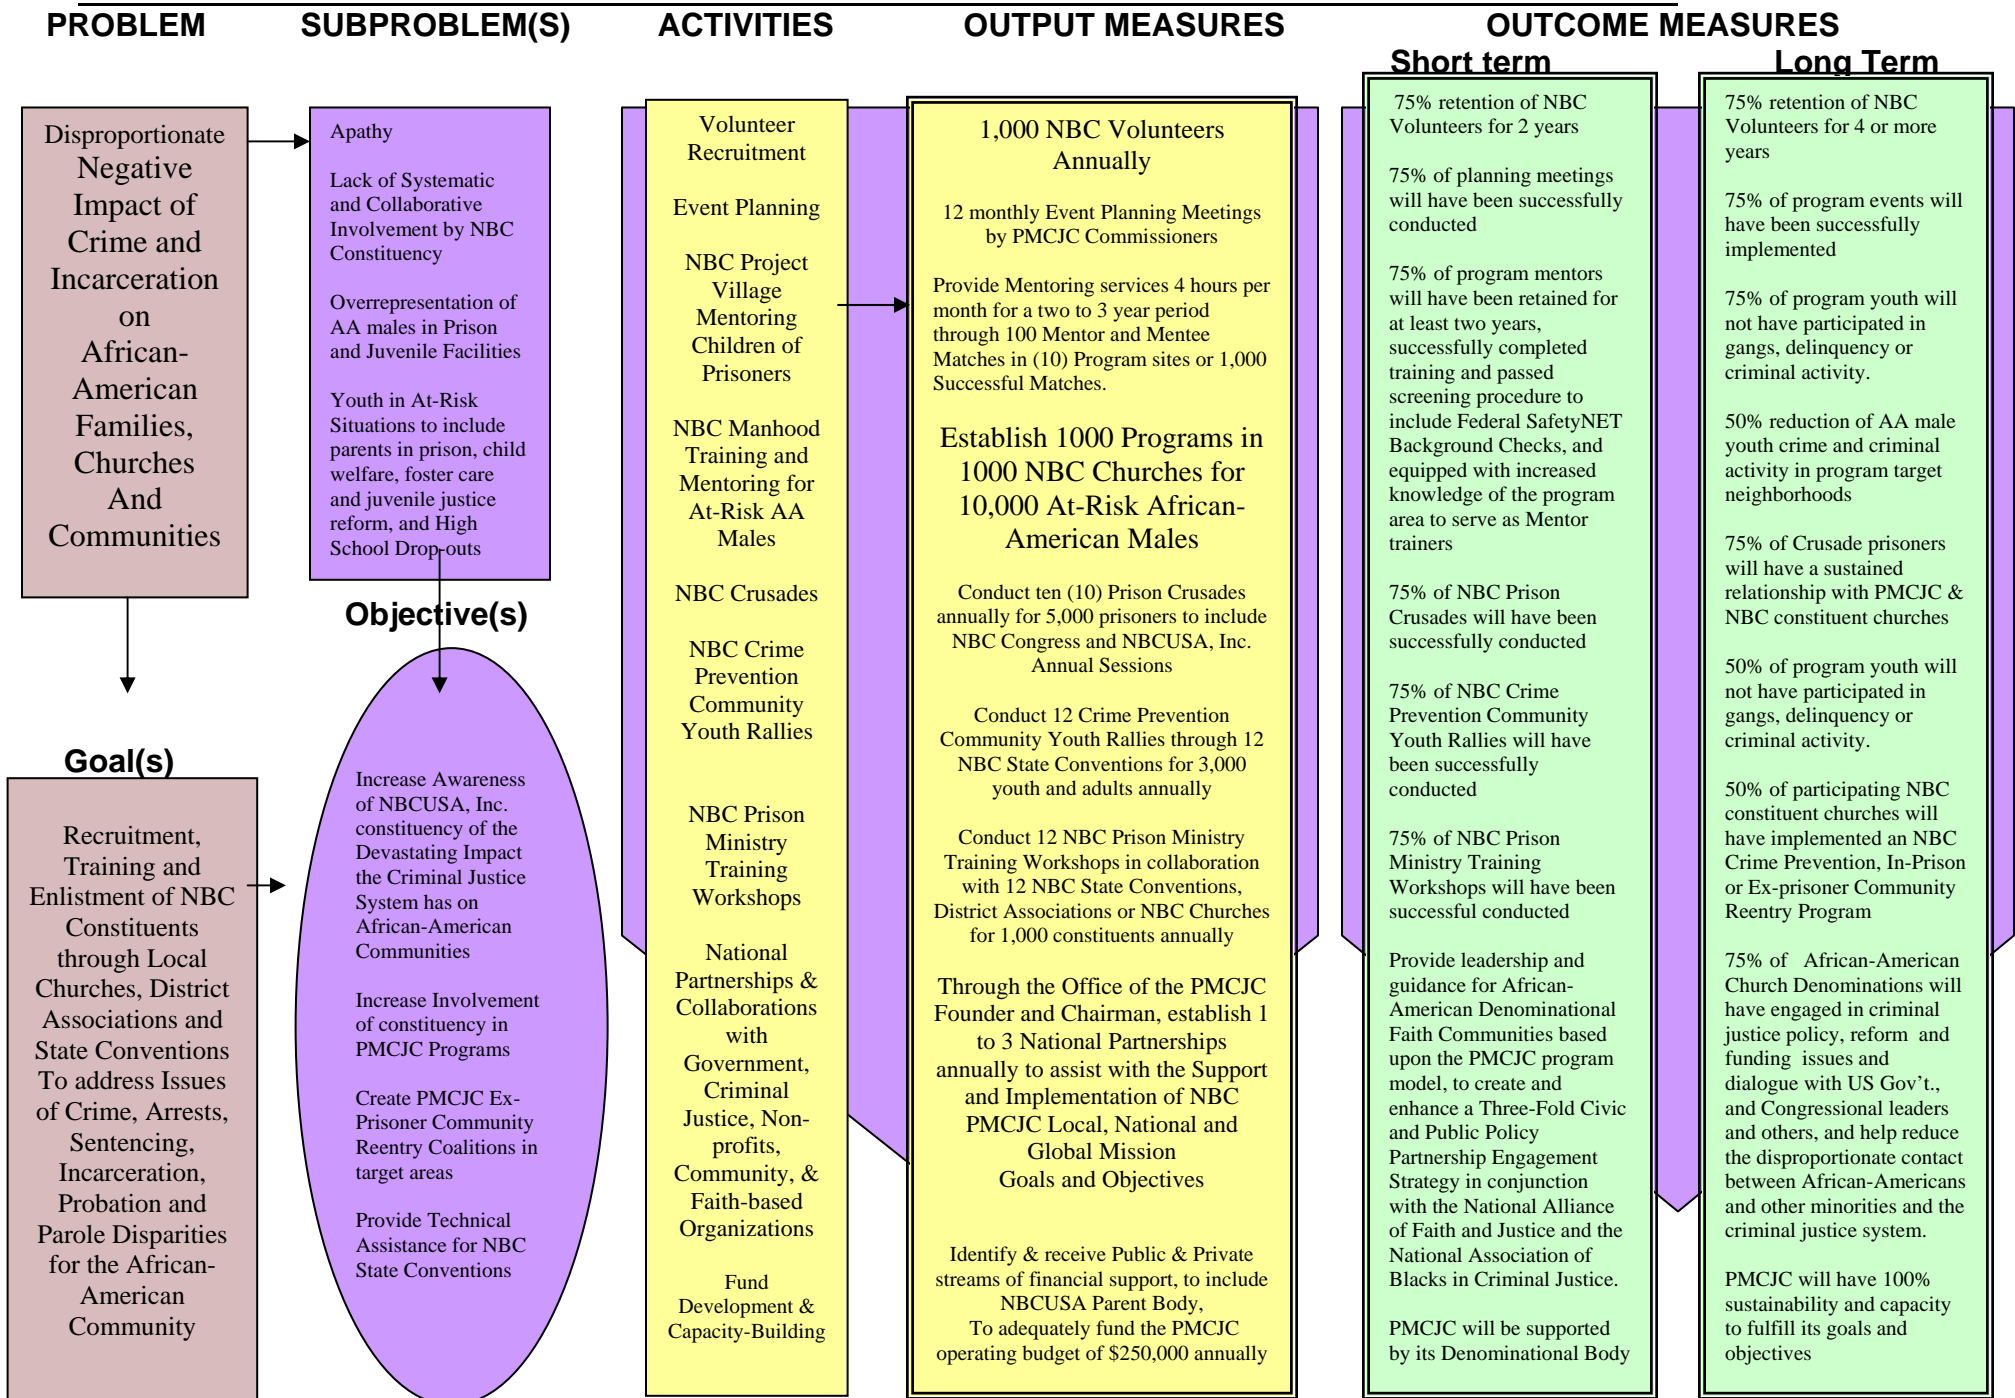 PROBLEM
SUBPROBLEM(S)
ACTIVITIES
OUTPUT MEASURES
OUTCOME MEASURES
Short term
Long Term
Disproportionate
Negative
Impact of
Crime and
Incarceration
on
African-
American
Families,
Churches
And
Communities
Goal(s)
Recruitment,
Training and
Enlistment of NBC
Constituents
through Local
Churches, District
Associations and
State Conventions
To address Issues
of Crime, Arrests,
Sentencing,
Incarceration,
Probation and
Parole Disparities
for the African-
American
Community
Apathy
Lack of Systematic
and Collaborative
Involvement by NBC
Constituency
Overrepresentation of
AA males in Prison
and Juvenile Facilities
Youth in At-Risk
Situations to include
parents in prison, child
welfare, foster care
and juvenile justice
reform, and High
School Drop-outs
Objective(s)
Increase Awareness
of NBCUSA, Inc.
constituency of the
Devastating Impact
the Criminal Justice
System has on
African-American
Communities
Increase Involvement
of constituency in
PMCJC Programs
Create PMCJC Ex-
Prisoner Community
Reentry Coalitions in
target areas
Provide Technical
Assistance for NBC
State Conventions
Volunteer
Recruitment
Event Planning
NBC Project
Village
Mentoring
Children of
Prisoners
NBC Manhood
Training and
Mentoring for
At-Risk AA
Males
NBC Crusades
NBC Crime
Prevention
Community
Youth Rallies
NBC Prison
Ministry
Training
Workshops
National
Partnerships &
Collaborations
with
Government,
Criminal
Justice, Non-
profits,
Community, &
Faith-based
Organizations
Fund
Development &
Capacity-Building
1,000 NBC Volunteers
Annually
12 monthly Event Planning Meetings
by PMCJC Commissioners
Provide Mentoring services 4 hours per
month for a two to 3 year period
through 100 Mentor and Mentee
Matches in (10) Program sites or 1,000
Successful Matches.
Establish 1000 Programs in
1000 NBC Churches for
10,000 At-Risk African-
American Males
Conduct ten (10) Prison Crusades
annually for 5,000 prisoners to include
NBC Congress and NBCUSA, Inc.
Annual Sessions
Conduct 12 Crime Prevention
Community Youth Rallies through 12
NBC State Conventions for 3,000
youth and adults annually
Conduct 12 NBC Prison Ministry
Training Workshops in collaboration
with 12 NBC State Conventions,
District Associations or NBC Churches
for 1,000 constituents annually
Through the Office of the PMCJC
Founder and Chairman, establish 1
to 3 National Partnerships
annually to assist with the Support
and Implementation of NBC
PMCJC Local, National and
Global Mission
Goals and Objectives
Identify & receive Public & Private
streams of financial support, to include
NBCUSA Parent Body,
To adequately fund the PMCJC
operating budget of $250,000 annually
75% retention of NBC
Volunteers for 2 years
75% of planning meetings
will have been successfully
conducted
75% of program mentors
will have been retained for
at least two years,
successfully completed
training and passed
screening procedure to
include Federal SafetyNET
Background Checks, and
equipped with increased
knowledge of the program
area to serve as Mentor
trainers
75% of NBC Prison
Crusades will have been
successfully conducted
75% of NBC Crime
Prevention Community
Youth Rallies will have
been successfully
conducted
75% of NBC Prison
Ministry Training
Workshops will have been
successful conducted
Provide leadership and
guidance for African-
American Denominational
Faith Communities based
upon the PMCJC program
model, to create and
enhance a Three-Fold Civic
and Public Policy
Partnership Engagement
Strategy in conjunction
with the National Alliance
of Faith and Justice and the
National Association of
Blacks in Criminal Justice.
PMCJC will be supported
by its Denominational Body
75% retention of NBC
Volunteers for 4 or more
years
75% of program events will
have been successfully
implemented
75% of program youth will
not have participated in
gangs, delinquency or
criminal activity.
50% reduction of AA male
youth crime and criminal
activity in program target
neighborhoods
75% of Crusade prisoners
will have a sustained
relationship with PMCJC &
NBC constituent churches
50% of program youth will
not have participated in
gangs, delinquency or
criminal activity.
50% of participating NBC
constituent churches will
have implemented an NBC
Crime Prevention, In-Prison
or Ex-prisoner Community
Reentry Program
75% of African-American
Church Denominations will
have engaged in criminal
justice policy, reform and
funding issues and
dialogue with US Gov't.,
and Congressional leaders
and others, and help reduce
the disproportionate contact
between African-Americans
and other minorities and the
criminal justice system.
PMCJC will have 100%
sustainability and capacity
to fulfill its goals and
objectives